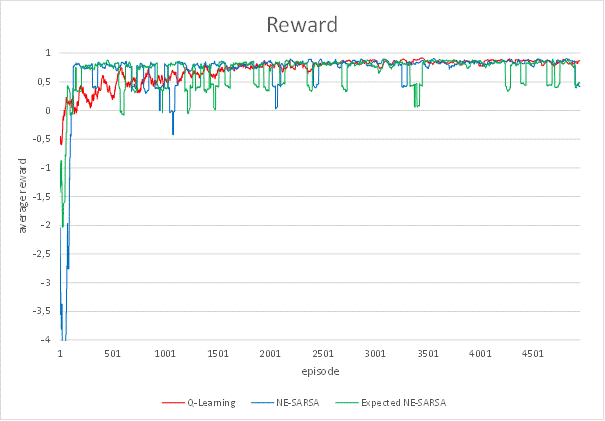 Reward
1
0,5
0
-0,5
-1
-1,5
-2
-2,5
-3
-3,5
-4
average reward
1 501 1001 1501 2001 2501 3001 3501 4001 4501
episode
Q-Learning NE-SARSA Expected NE-SARSA